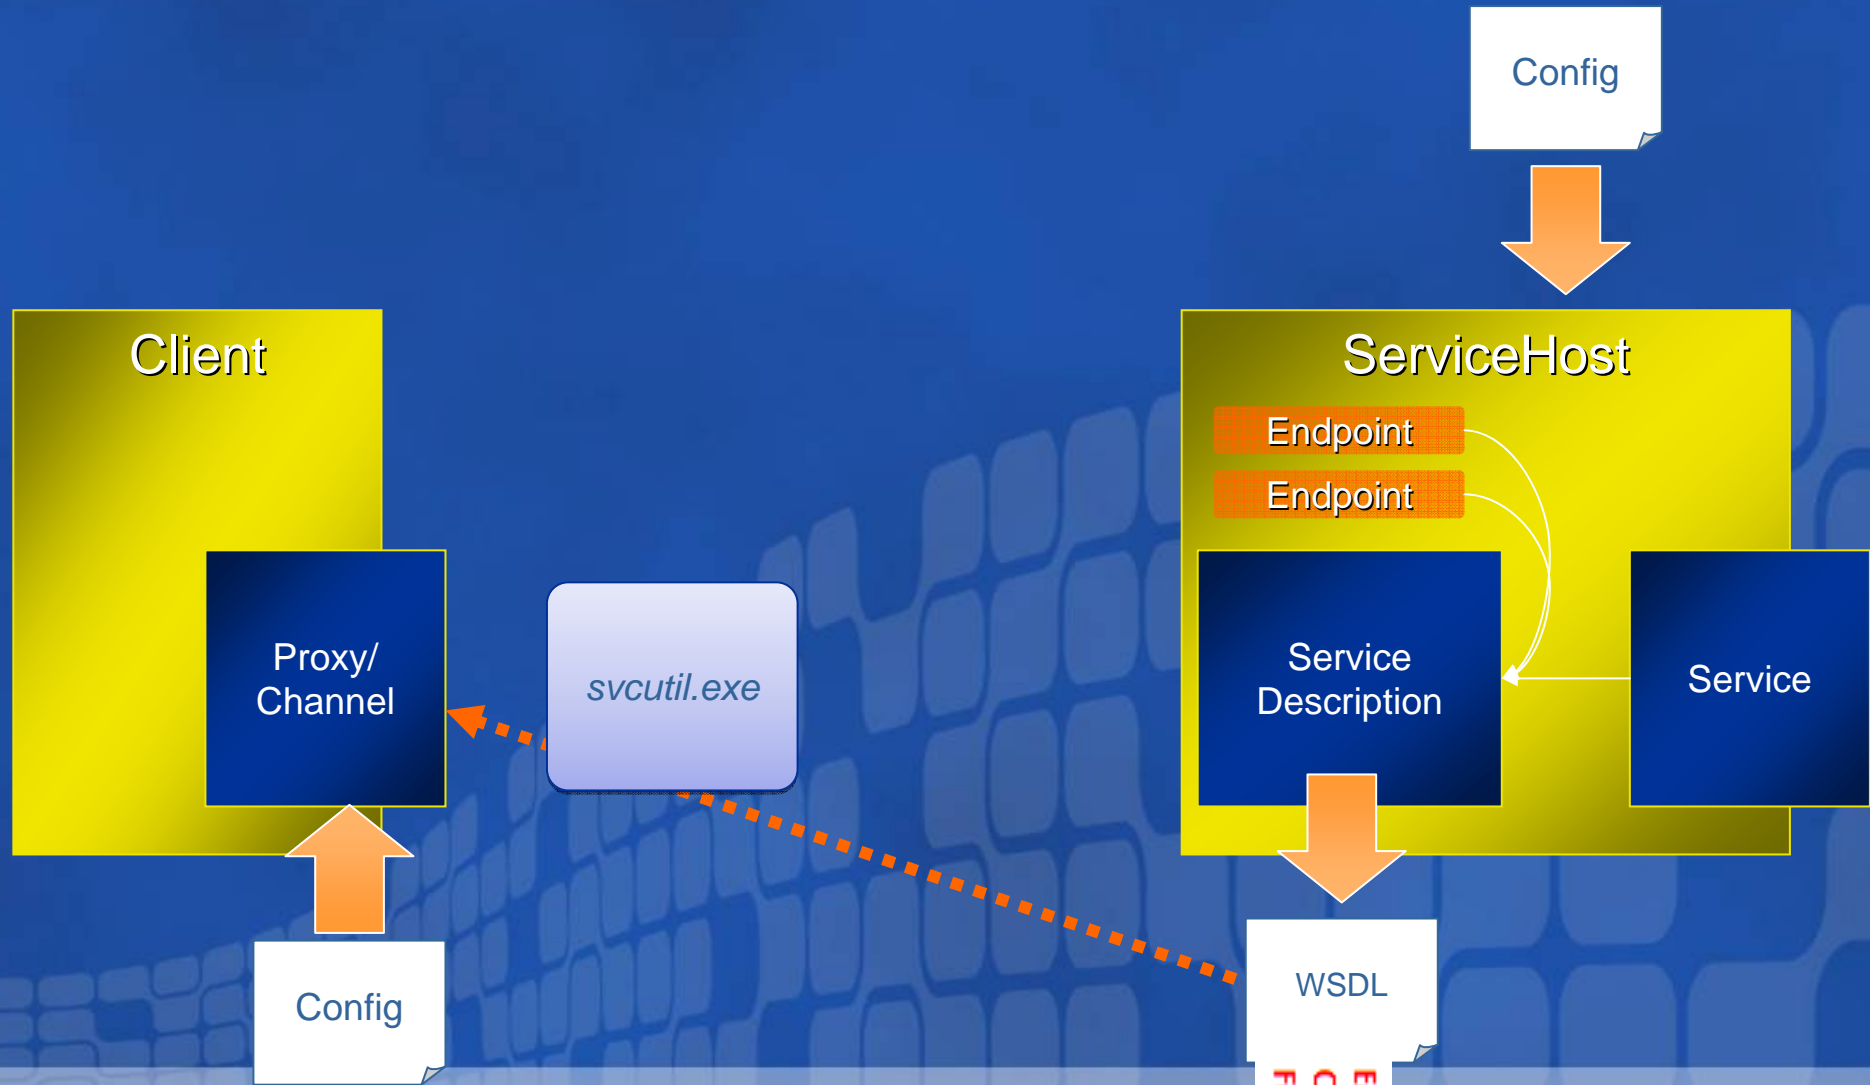 Config
Client
ServiceHost
Endpoint
Endpoint
Proxy/
Channel
svcutil.exe
Service
Description
Service
Config
WSDL